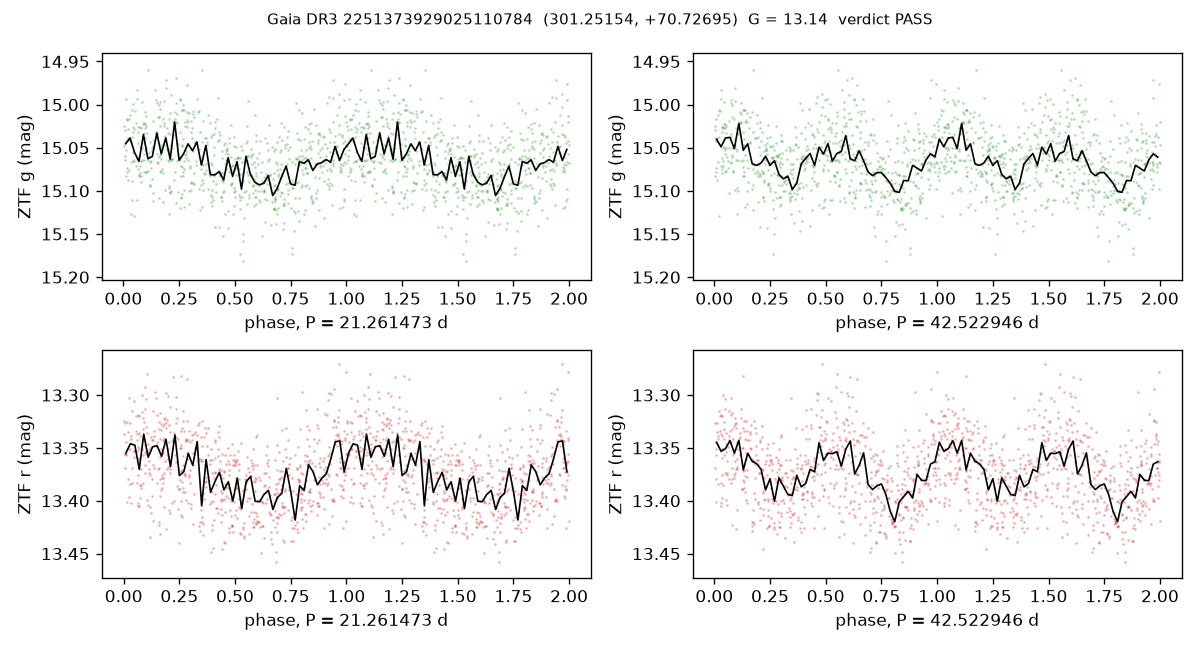 Gaia DR3 2251373929025110784 (301.25154, +70.72695) G = 13.14 verdict PASS
ZTF g (mag)
14.95
15.00
15.05
15.10
15.15
15.20
0.00 0.25 0.50 0.75 1.00 1.25 1.50 1.75 2.00
phase, P = 21.261473 d
ZTF g (mag)
14.95
15.00
15.05
15.10
15.15
15.20
0.00 0.25 0.50 0.75 1.00 1.25 1.50 1.75 2.00
phase, P = 42.522946 d
ZTF r (mag)
13.30
13.35
13.40
13.45
0.00 0.25 0.50 0.75 1.00 1.25 1.50 1.75 2.00
phase, P = 21.261473 d
ZTF r (mag)
13.30
13.35
13.40
13.45
0.00 0.25 0.50 0.75 1.00 1.25 1.50 1.75 2.00
phase, P = 42.522946 d